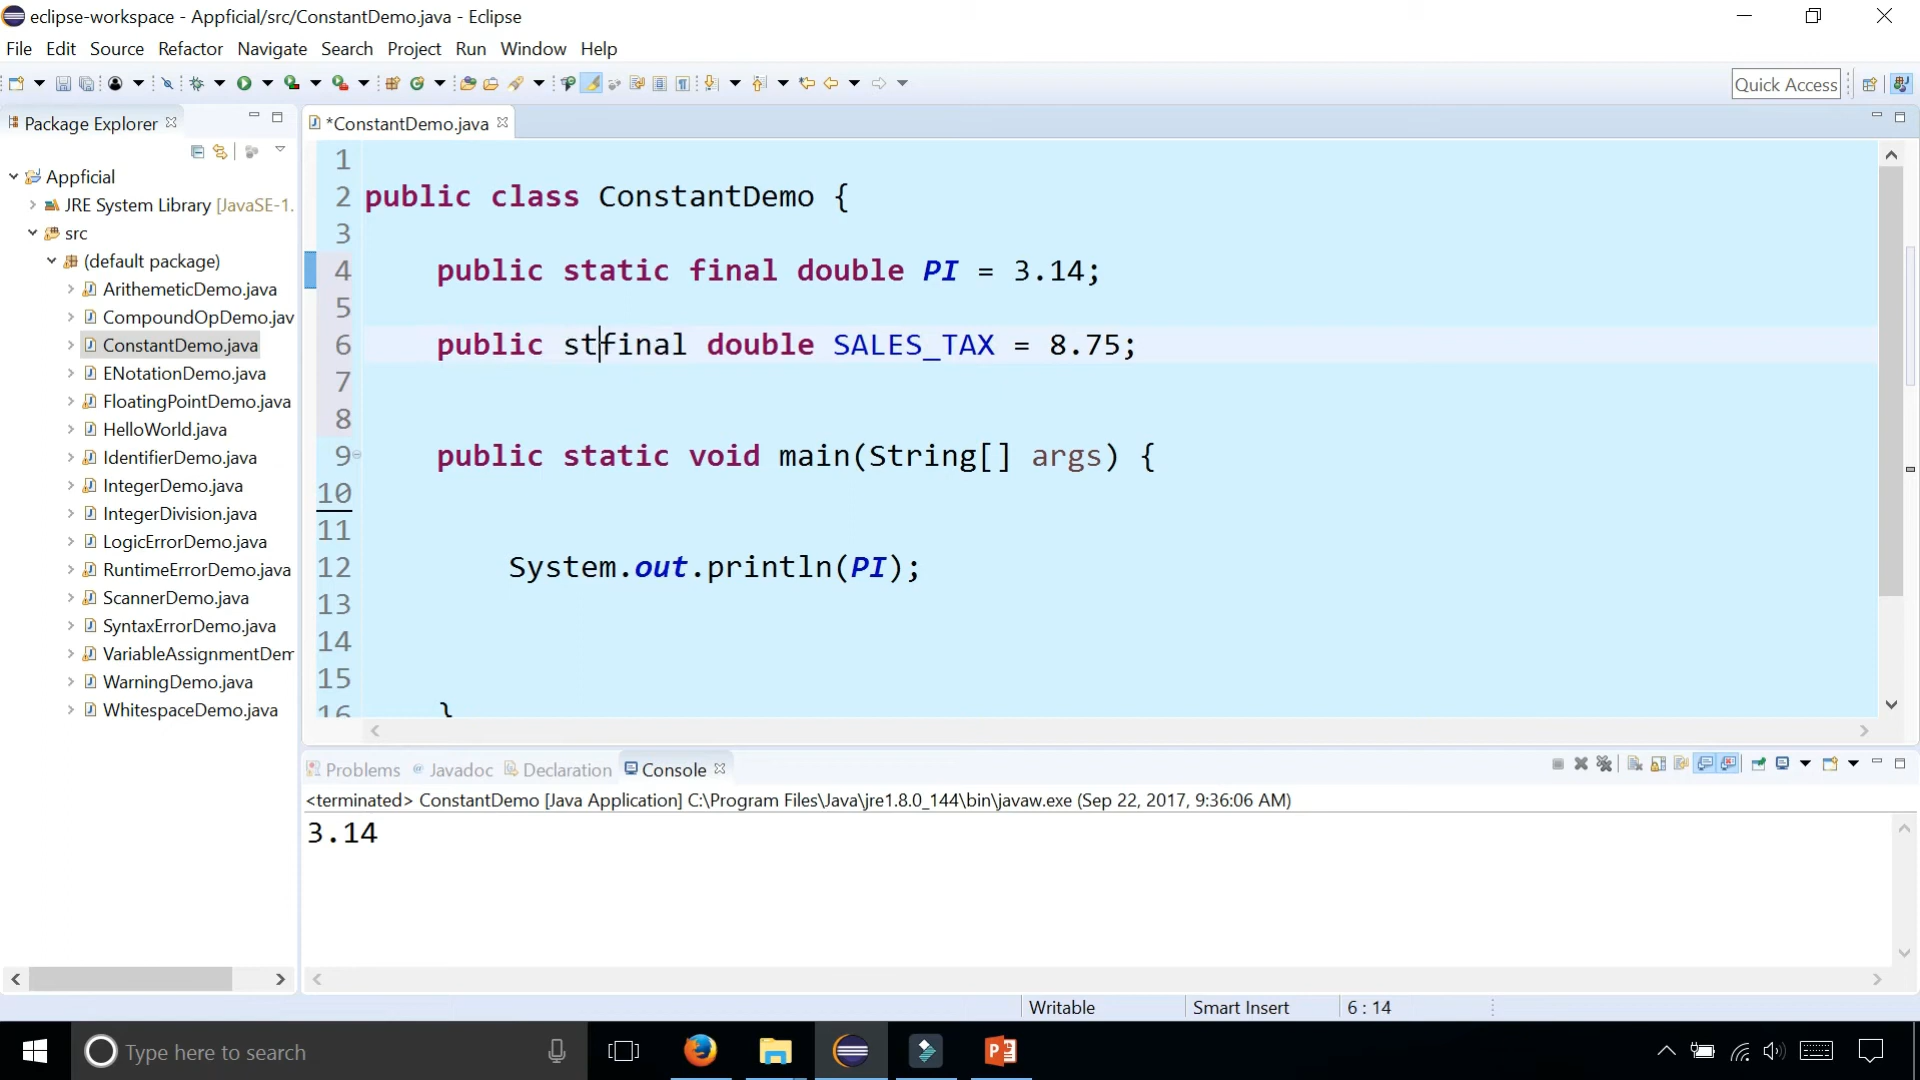 eclipse-workspace - Appficial/src/ConstantDemo.java - Eclipse
File Edit Source Refactor Navigate Search Project Run Window Help
Quick Access
Package Explorer
*ConstantDemo.java
Appficial
JRE System Library [JavaSE-1.
src
(default package)
ArithemeticDemo.java
CompoundOpDemo.jav
ConstantDemo.java
ENotationDemo.java
FloatingPointDemo.java
HelloWorld.java
IdentifierDemo.java
IntegerDemo.java
IntegerDivision.java
LogicErrorDemo.java
RuntimeErrorDemo.java
ScannerDemo.java
SyntaxErrorDemo.java
VariableAssignmentDem
WarningDemo.java
WhitespaceDemo.java
1
2 public class ConstantDemo {
3
4 public static final double PI = 3.14;
5
6 public stfinal double SALES_TAX = 8.75;
7
8
9 public static void main(String[] args) {
10
11
12 System.out.println(PI);
13
14
15
16 }
Problems Javadoc Declaration Console
<terminated> ConstantDemo [Java Application] C:\Program Files\Java\jre1.8.0_144\bin\javaw.exe (Sep 22, 2017, 9:36:06 AM)
3.14
Writable Smart Insert 6 : 14
Type here to search